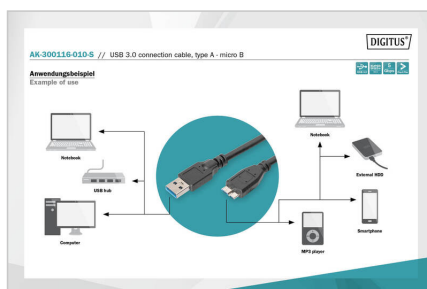 DIGITUS®
AK-300116-010-S // USB 3.0 connection cable, type A - micro B
Anwendungsbeispiel
Example of use
Notebook
USB hub
Computer
Notebook
External HDD
Smartphone
MP3 player